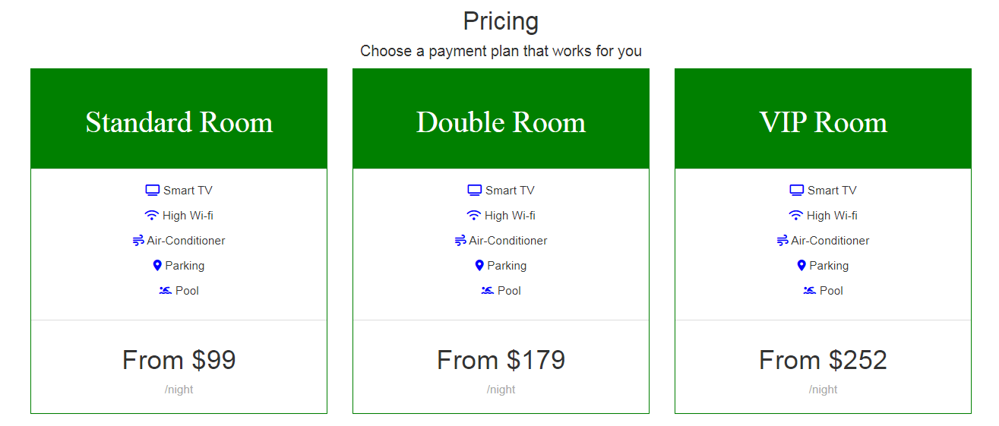 Pricing
Choose a payment plan that works for you
Standard Room
Smart TV
High Wi-fi
Air-Conditioner
Parking
Pool
From $99
/night
Double Room
Smart TV
High Wi-fi
Air-Conditioner
Parking
Pool
From $179
/night
VIP Room
Smart TV
High Wi-fi
Air-Conditioner
Parking
Pool
From $252
/night